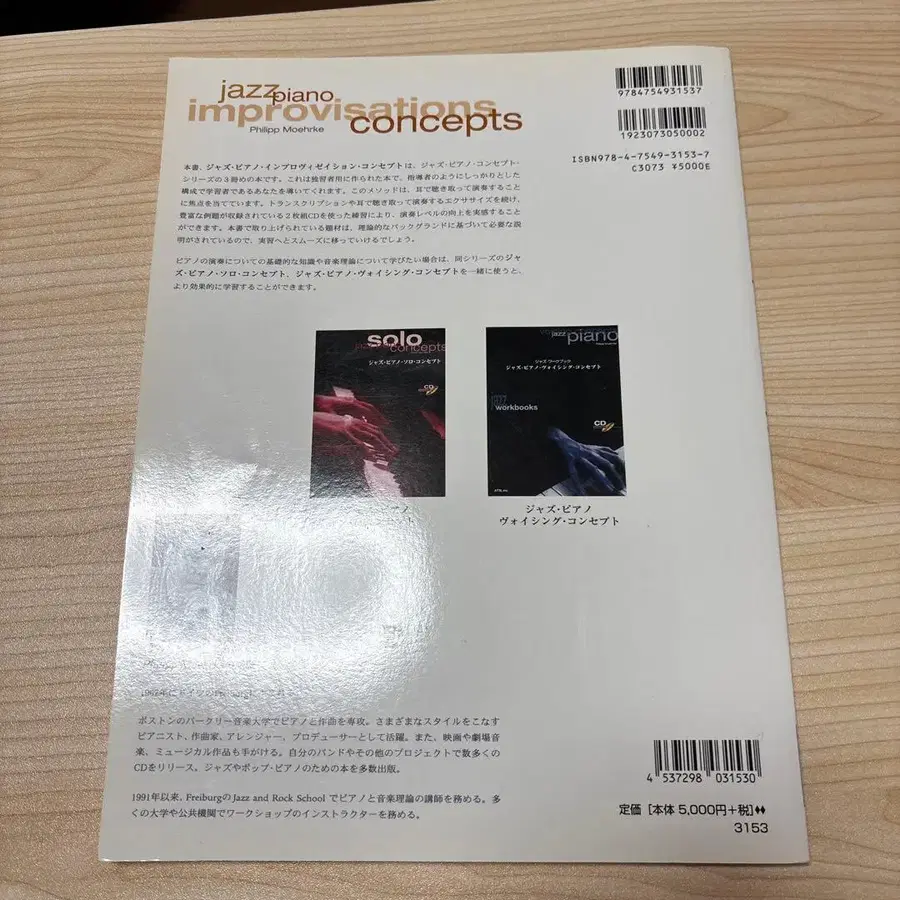 jazz piano
improvisations
concepts
Philipp Moehrke
9784754931537
1923073050002
ISBN978-4-7549-3153-7
C3073 ¥5000E
本書、ジャズ・ピアノ・インプロヴィゼイション・コンセプトは、ジャズ・ピアノ・コンセプト・
シリーズの3冊めの本です。これは独習者用に作られた本で、指導者のようにしっかりとした
構成で学習者であるあなたを導いてくれます。このメソッドは、耳で聴き取って演奏すること
に焦点を当てています。トランスクリプションや耳で聴き取って演奏するエクササイズを続け、
豊富な例題が収録されている2枚組CDを使った練習により、演奏レベルの向上を実感すること
ができます。本書で取り上げられている題材は、理論的なバックグランドに基づいて必要な説
明がされているので、実習へとスムーズに移っていけるでしょう。
ピアノの演奏についての基礎的な知識や音楽理論について学びたい場合は、同シリーズのジャ
ズ・ピアノ・ソロ・コンセプト、ジャズ・ピアノ・ヴォイシング・コンセプトを一緒に使うと、
より効果的に学習することができます。
solo
concepts
ジャズ・ピアノ・ソロ・コンセプト
CD
jazz piano
ジャズ・ワークブック
ジャズ・ピアノ・ヴォイシング・コンセプト
jazz
workbooks
CD
ジャズ・ピアノ
ヴォイシング・コンセプト
ボストンのバークリー音楽大学でピアノと作曲を専攻。さまざまなスタイルをこなす
ピアニスト、作曲家、アレンジャー、プロデューサーとして活躍。また、映画や劇場音
楽、ミュージカル作品も手がける。自分のバンドやその他のプロジェクトで数多くの
CDをリリース。ジャズやポップ・ピアノのための本を多数出版。
1991年以来、FreiburgのJazz and Rock School でピアノと音楽理論の講師を務める。多
くの大学や公共機関でワークショップのインストラクターを務める。
4 537298 031530
定価 [本体 5,000円+税]♦♦
3153